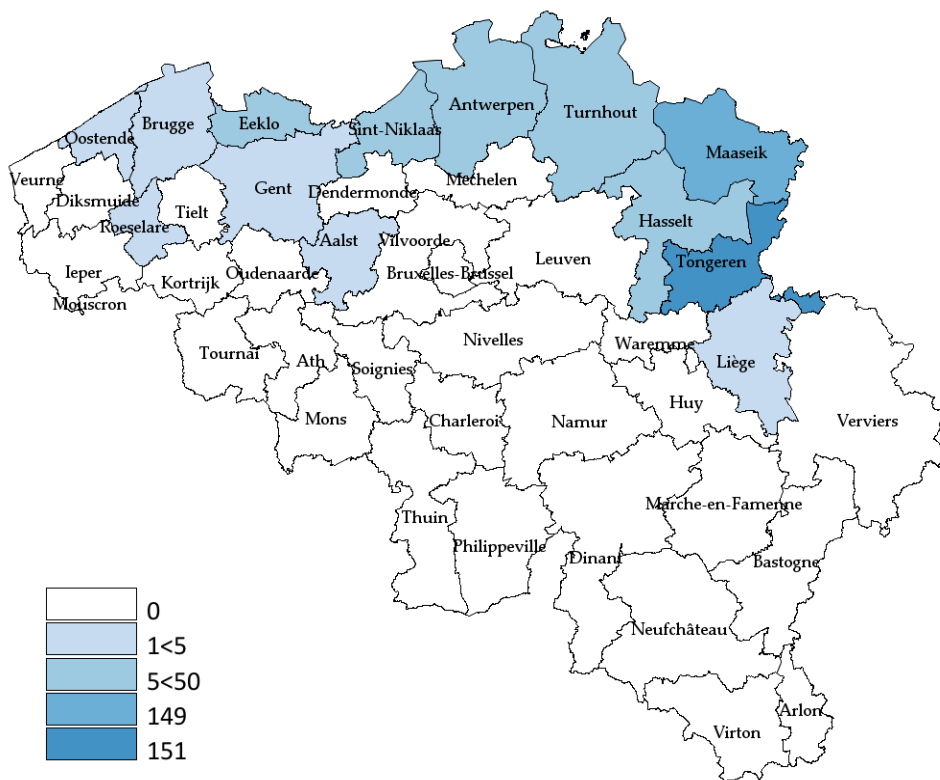 Antwerpen
Turnhout
Oostende
Brugge
Eeklo
Sint-Niklaas
Maaseik
Veurne
Diksmuide
Gent
Dendermonde
Mechelen
Tielt
Roeselare
Hasselt
Aalst
Vilvoorde
Leuven
Tongeren
Ieper
Kortrijk
Oudenaarde
Bruxelles-Brussel
Mouscron
Nivelles
Waremme
Tournai
Ath
Soignies
Liège
Huy
Mons
Charleroi
Namur
Verviers
Marche-en-Famenne
Thuin
Philippeville
Dinant
Bastogne
Neufchâteau
Arlon
Virton
0
1<5
5<50
149
151